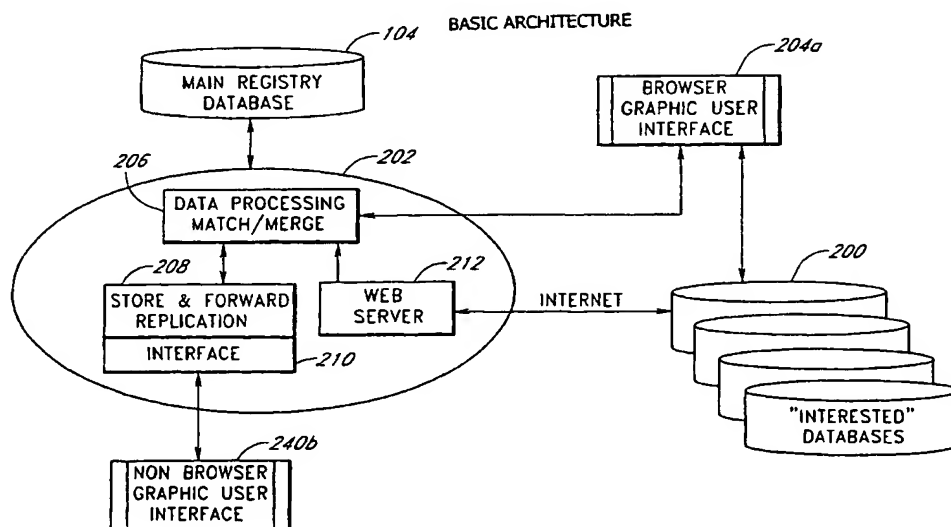 BASIC ARCHITECTURE
104
MAIN REGISTRY
DATABASE
204a
BROWSER
GRAPHIC USER
INTERFACE
206
202
DATA PROCESSING
MATCH/MERGE
208
STORE & FORWARD
REPLICATION
INTERFACE
210
212
WEB
SERVER
INTERNET
200
"INTERESTED"
DATABASES
240b
NON BROWSER
GRAPHIC USER
INTERFACE